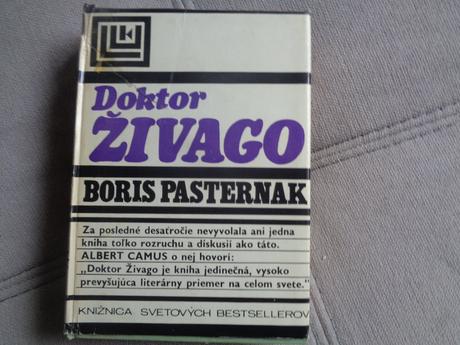 Doktor
ŽIVAGO
BORIS PASTERNAK
Za posledné desaťročie nevyvolala ani jedna
kniha toľko rozruchu a diskusií ako táto.
ALBERT CAMUS o nej hovorí:
„Doktor Živago je kniha jedinečná, vysoko
prevyšujúca literárny priemer na celom svete.“
KNIŽNICA SVETOVÝCH BESTSELLEROV